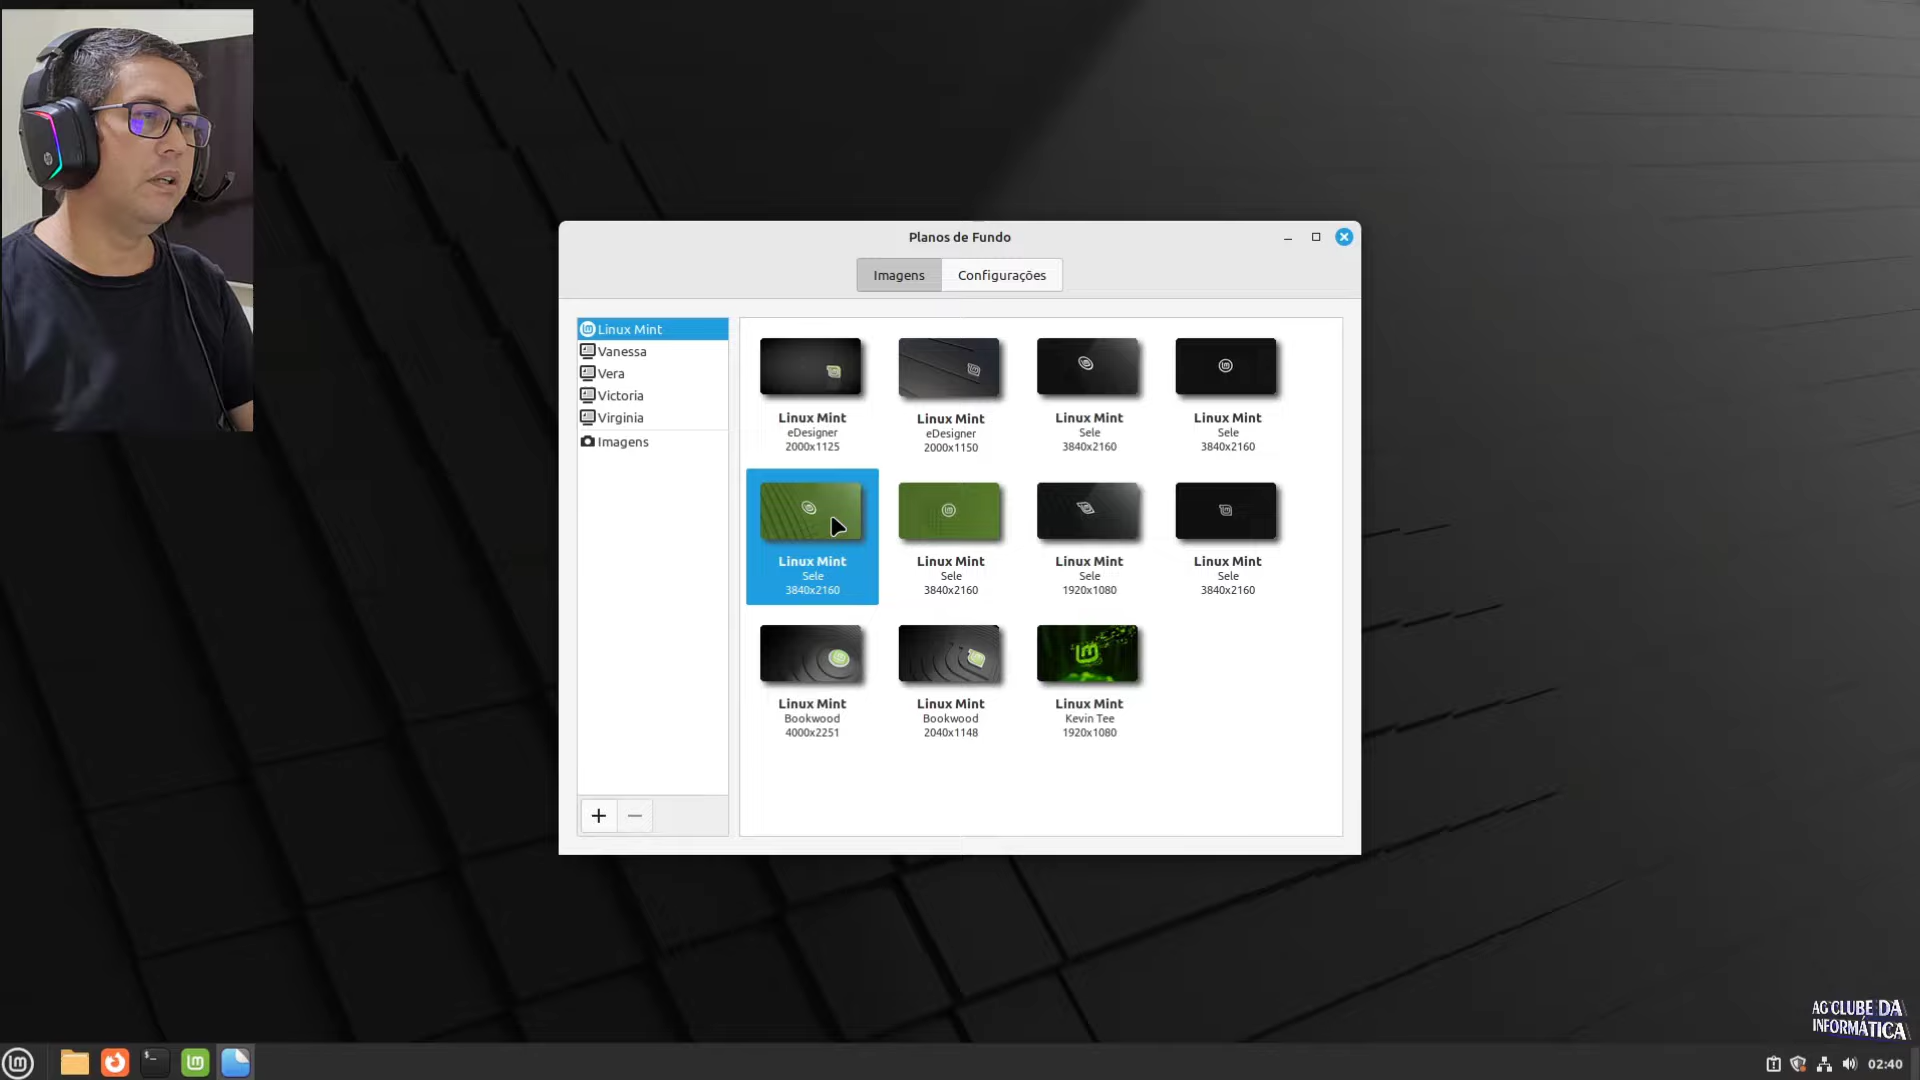 Planos de Fundo
Imagens
Configurações
Linux Mint
Vanessa
Vera
Victoria
Virginia
Imagens
Linux Mint
eDesigner
2000x1125
Linux Mint
eDesigner
2000x1150
Linux Mint
Sele
3840x2160
Linux Mint
Sele
3840x2160
Linux Mint
Sele
3840x2160
Linux Mint
Sele
3840x2160
Linux Mint
Sele
1920x1080
Linux Mint
Sele
3840x2160
Linux Mint
Bookwood
4000x2251
Linux Mint
Bookwood
2040x1148
Linux Mint
Kevin Tee
1920x1080
AG CLUBE DA
INFORMÁTICA
02:40